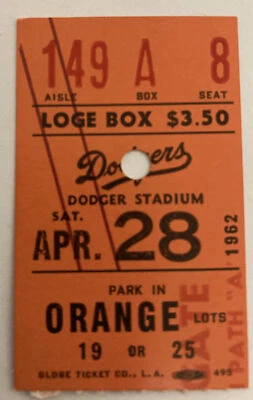 149 A 8
AISLE BOX SEAT
LOGE BOX $3.50
Dodgers
DODGER STADIUM
SAT.
APR. 28 1962
PARK IN
ORANGE LOTS
19 OR 25
GLOBE TICKET CO., L.A. 495
GATE
PATH "A"